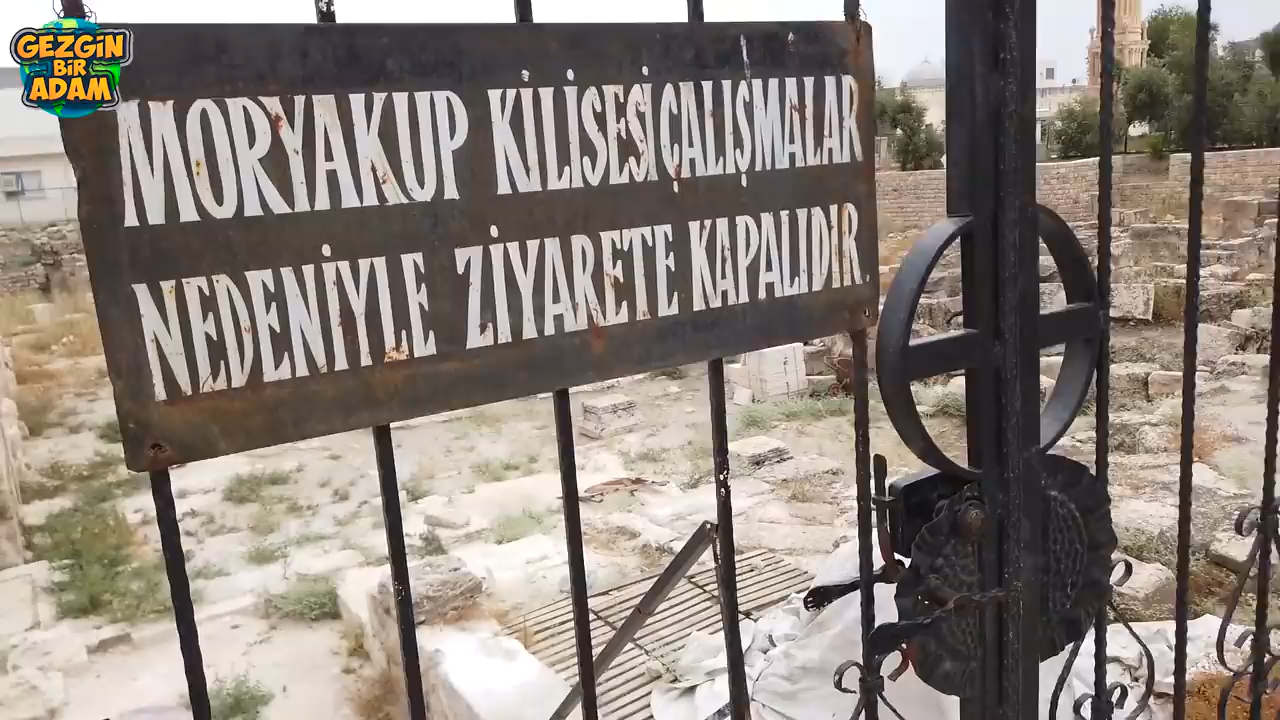 GEZGİN
BİR
ADAM
MORYAKUP KİLİSESİ ÇALIŞMALAR
NEDENİYLE ZİYARETE KAPALIDIR.